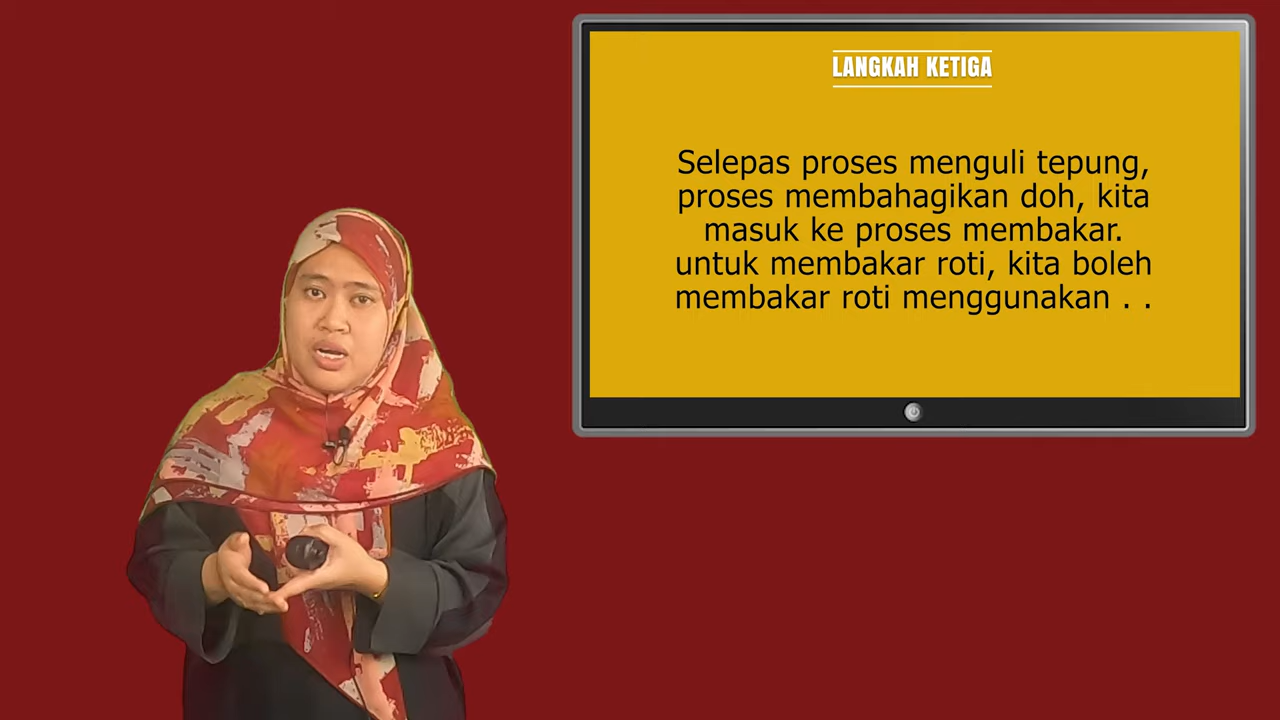 LANGKAH KETIGA
Selepas proses menguli tepung,
proses membahagikan doh, kita
masuk ke proses membakar.
untuk membakar roti, kita boleh
membakar roti menggunakan . .